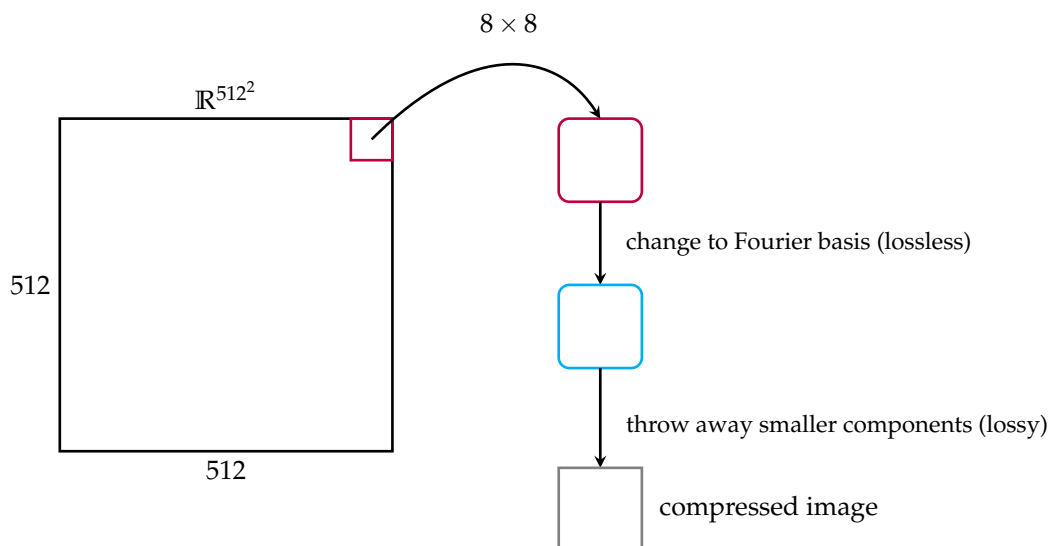 8 × 8
ℝ^{512^2}
change to Fourier basis (lossless)
512
throw away smaller components (lossy)
512
compressed image